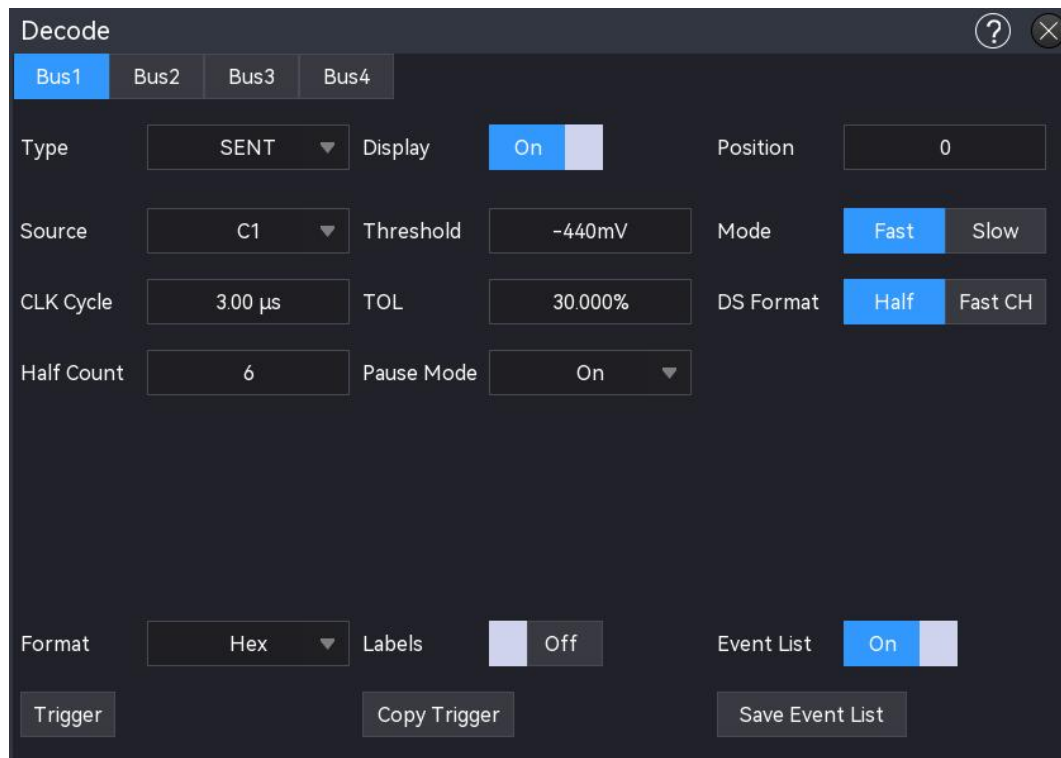 Decode ?
Bus1 Bus2 Bus3 Bus4
Type SENT Display On Position 0
Source C1 Threshold -440mV Mode Fast Slow
CLK Cycle 3.00 μs TOL 30.000% DS Format Half Fast CH
Half Count 6 Pause Mode On
Format Hex Labels Off Event List On
Trigger Copy Trigger Save Event List